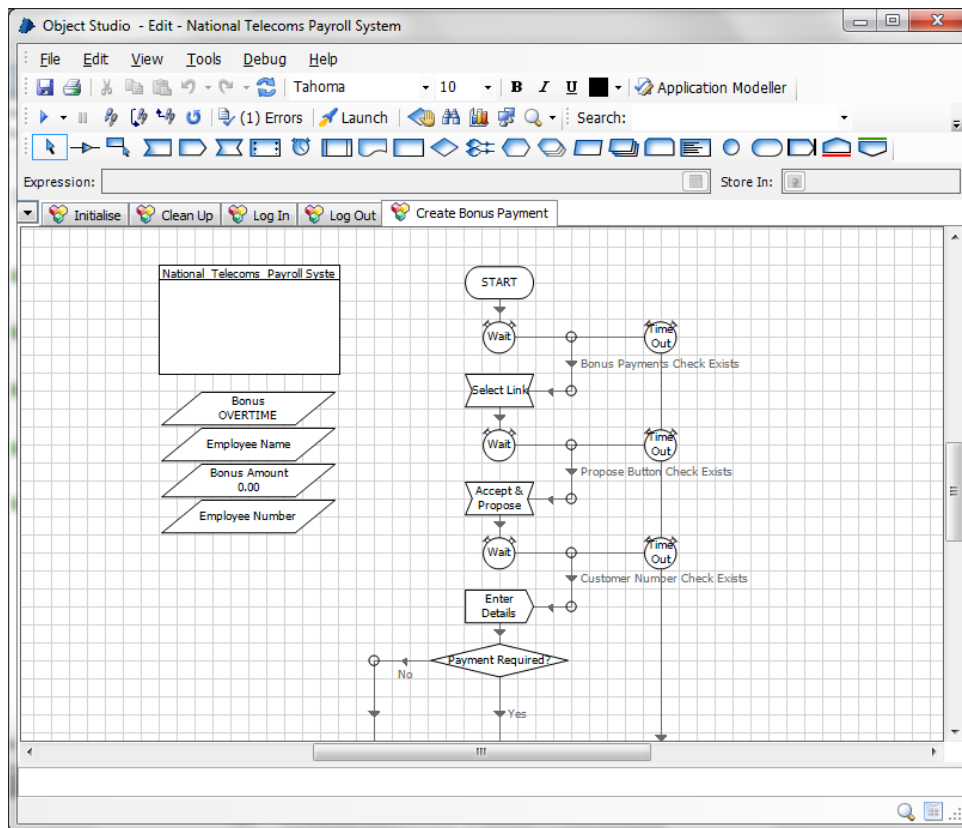 Object Studio - Edit - National Telecoms Payroll System
File Edit View Tools Debug Help
Tahoma 10 B I U Application Modeller
(1) Errors Launch Search:
Expression: Store In:
Initialise Clean Up Log In Log Out Create Bonus Payment
National Telecoms Payroll Syste
START
Wait
Time
Out
Bonus Payments Check Exists
Select Link
Bonus
OVERTIME
Employee Name
Wait
Time
Out
Bonus Amount
0.00
Propose Button Check Exists
Accept &
Propose
Employee Number
Wait
Time
Out
Customer Number Check Exists
Enter
Details
Payment Required?
No
Yes